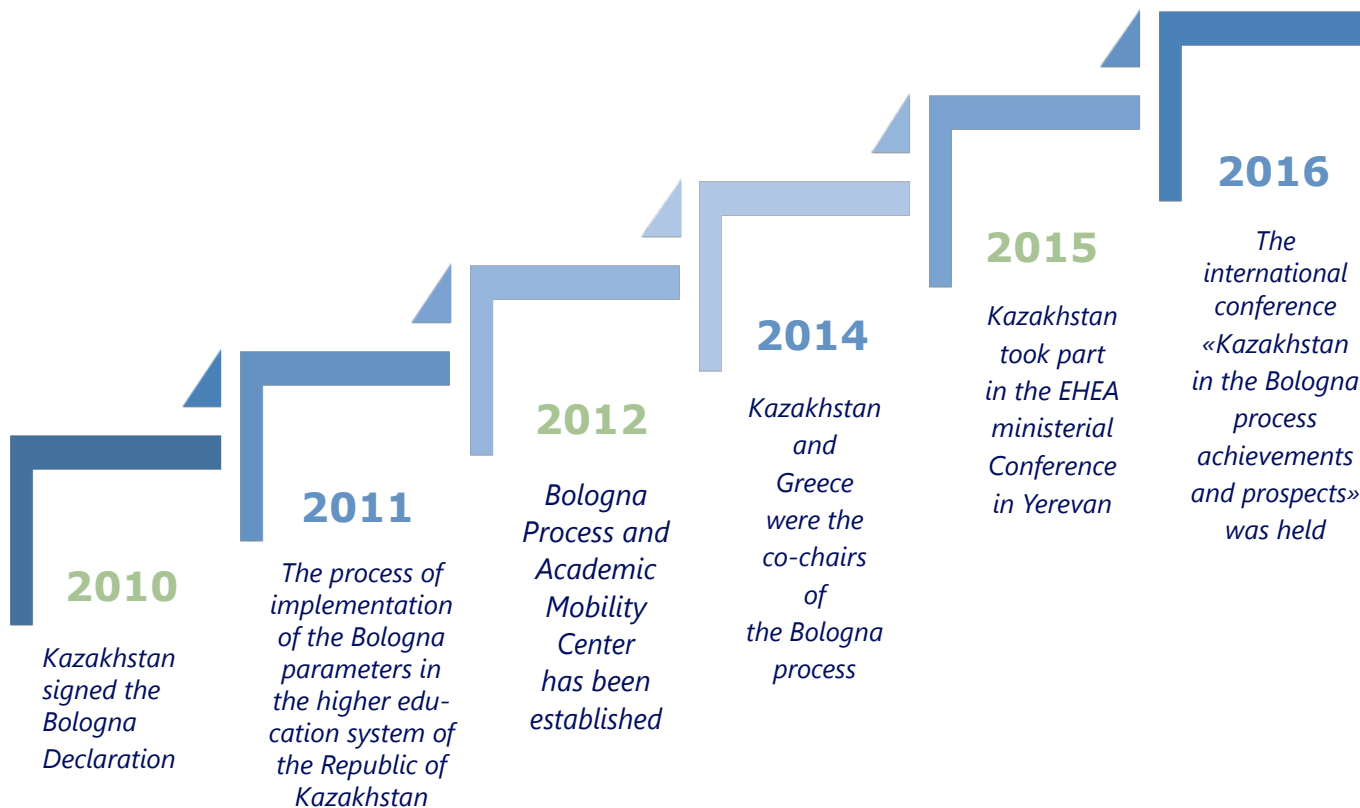 2010
Kazakhstan
signed the
Bologna
Declaration
2011
The process of
implementation
of the Bologna
parameters in
the higher edu-
cation system of
the Republic of
Kazakhstan
2012
Bologna
Process and
Academic
Mobility
Center
has been
established
2014
Kazakhstan
and
Greece
were the
co-chairs
of
the Bologna
process
2015
Kazakhstan
took part
in the EHEA
ministerial
Conference
in Yerevan
2016
The
international
conference
«Kazakhstan
in the Bologna
process
achievements
and prospects»
was held